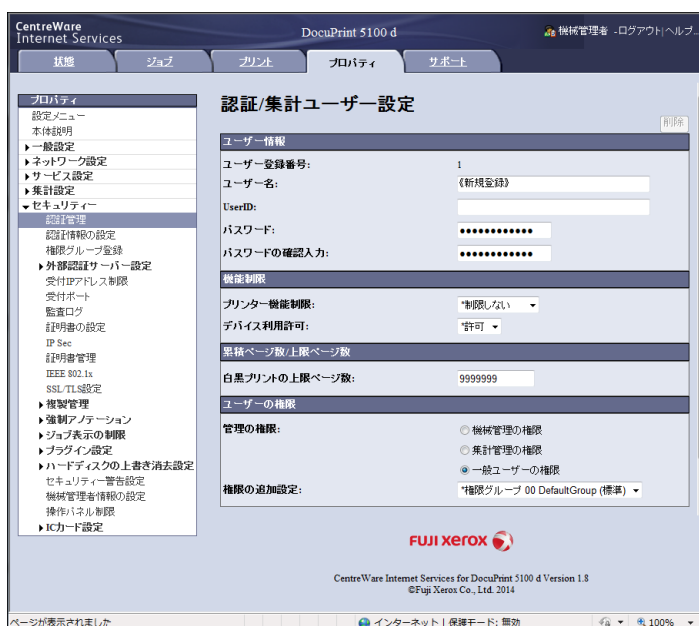 CentreWare
Internet Services
DocuPrint 5100 d
機械管理者 -ログアウト|ヘルプ...
状態 ジョブ プリント プロパティ サポート
プロパティ
設定メニュー
本体説明
一般設定
ネットワーク設定
サービス設定
集計設定
セキュリティー
認証管理
認証情報の設定
権限グループ登録
外部認証サーバー設定
受付IPアドレス制限
受付ポート
監査ログ
証明書の設定
IP Sec
証明書管理
IEEE 802.1x
SSL/TLS設定
複製管理
強制アノテーション
ジョブ表示の制限
プラグイン設定
ハードディスクの上書き消去設定
セキュリティー警告設定
機械管理者情報の設定
操作パネル制限
ICカード設定
認証/集計ユーザー設定
削除
ユーザー情報
ユーザー登録番号: 1
ユーザー名: 《新規登録》
UserID:
パスワード: ●●●●●●●●●●●●
パスワードの確認入力: ●●●●●●●●●●●●
機能制限
プリンター機能制限: *制限しない
デバイス利用許可: *許可
累積ページ数/上限ページ数
白黒プリントの上限ページ数: 9999999
ユーザーの権限
管理の権限: 機械管理の権限
集計管理の権限
一般ユーザーの権限
権限の追加設定: *権限グループ 00 DefaultGroup (標準)
FUJI XEROX
CentreWare Internet Services for DocuPrint 5100 d Version 1.8
©Fuji Xerox Co., Ltd. 2014
ページが表示されました インターネット | 保護モード: 無効 100%